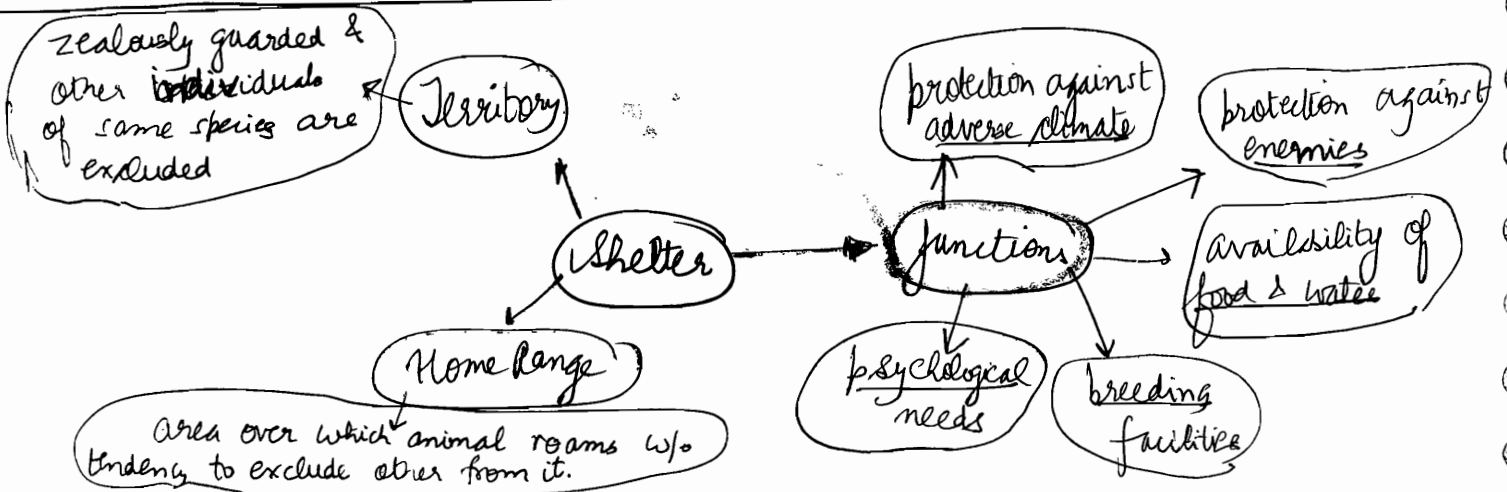 zealously guarded &
other individuals
of same species are
excluded
Territory
Shelter
Home Range
area over which animal roams w/o
tendency to exclude other from it.
functions
protection against
adverse climate
protection against
enemies
availability of
food & water
breeding
facilities
psychological
needs